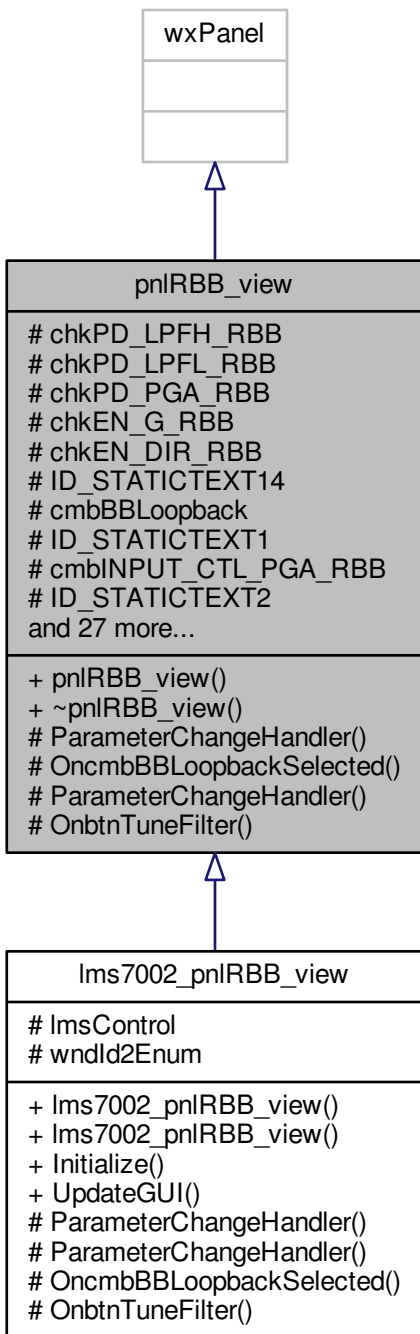 wxPanel
pnlRBB_view
# chkPD_LPFH_RBB
# chkPD_LPFL_RBB
# chkPD_PGA_RBB
# chkEN_G_RBB
# chkEN_DIR_RBB
# ID_STATICTEXT14
# cmbBBLoopback
# ID_STATICTEXT1
# cmbINPUT_CTL_PGA_RBB
# ID_STATICTEXT2
and 27 more...
+ pnlRBB_view()
+ ~pnlRBB_view()
# ParameterChangeHandler()
# OncmbBBLoopbackSelected()
# ParameterChangeHandler()
# OnbtnTuneFilter()
lms7002_pnlRBB_view
# lmsControl
# wndId2Enum
+ lms7002_pnlRBB_view()
+ lms7002_pnlRBB_view()
+ Initialize()
+ UpdateGUI()
# ParameterChangeHandler()
# ParameterChangeHandler()
# OncmbBBLoopbackSelected()
# OnbtnTuneFilter()